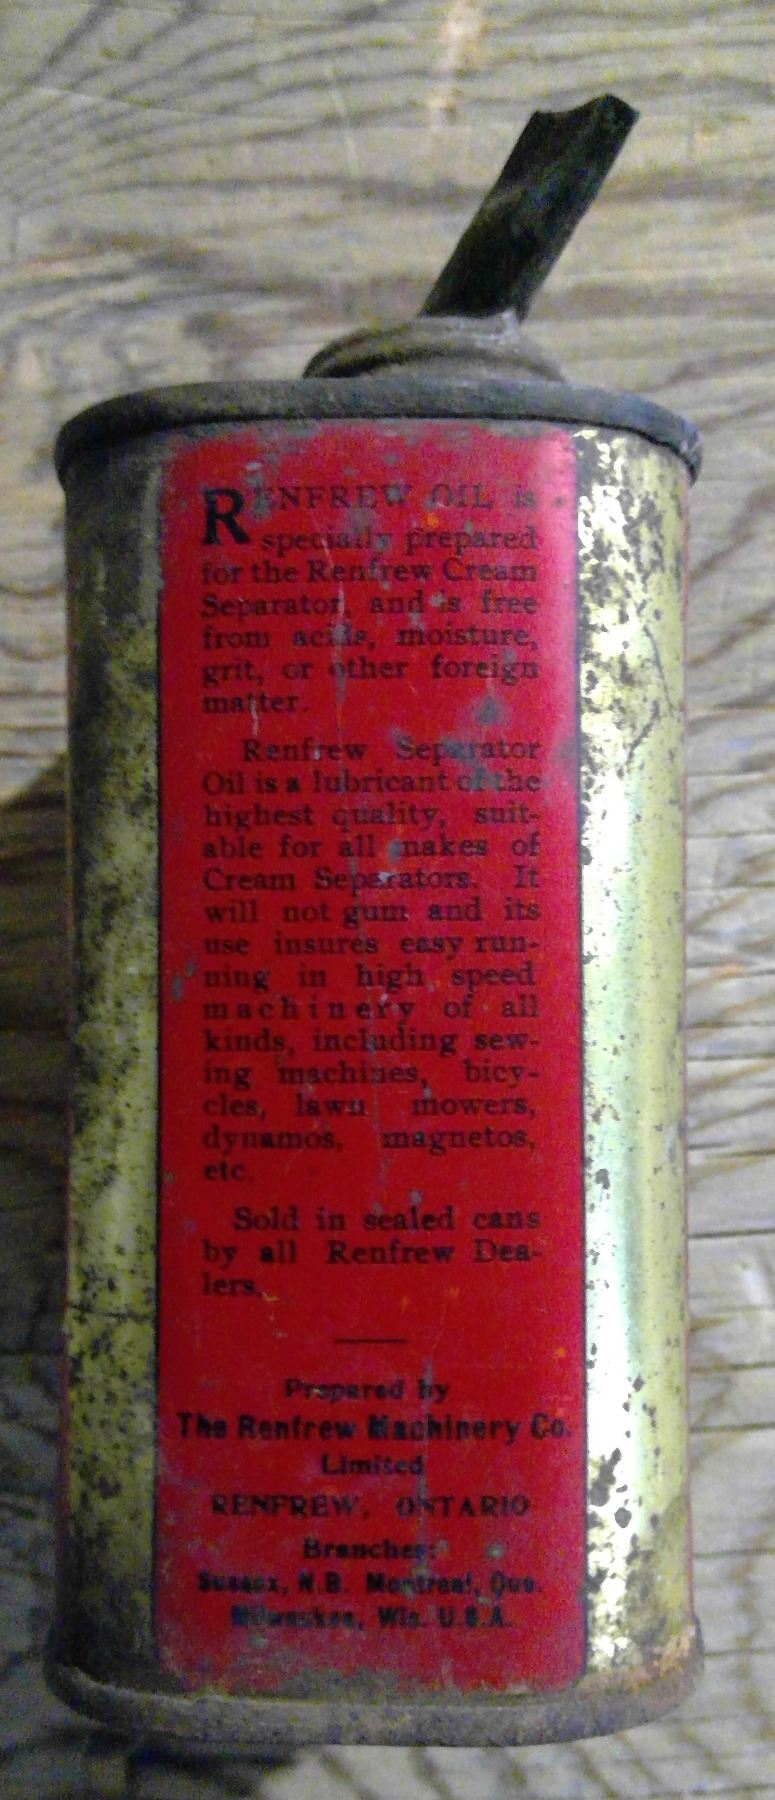 RENFREW OIL is
specially prepared
for the Renfrew Cream
Separator, and is free
from acids, moisture,
grit, or other foreign
matter.
Renfrew Separator
Oil is a lubricant of the
highest quality, suit-
able for all makes of
Cream Separators. It
will not gum and its
use insures easy run-
ning in high speed
machinery of all
kinds, including sew-
ing machines, bicy-
cles, lawn mowers,
dynamos, magnetos,
etc.
Sold in sealed cans
by all Renfrew Dea-
lers.
Prepared by
The Renfrew Machinery Co.
Limited
RENFREW, ONTARIO
Branches:
Sussex, N.B. Montreal, Que.
Milwaukee, Wis. U.S.A.